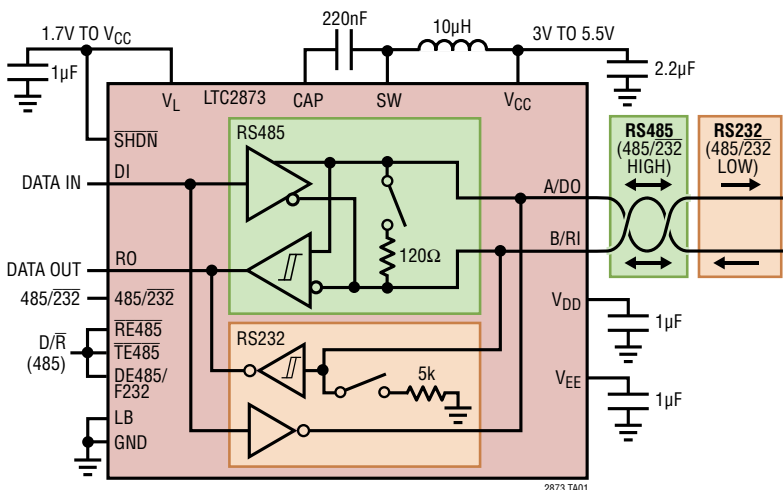 220nF
10µH
1.7V TO VCC
3V TO 5.5V
1µF
2.2µF
VL
LTC2873
CAP
SW
VCC
SHDN
RS485
RS485
(485/232
HIGH)
RS232
(485/232
LOW)
DATA IN
DI
A/DO
B/RI
120Ω
DATA OUT
RO
485/232
485/232
VDD
1µF
D/R
(485)
RE485
TE485
DE485/
F232
RS232
5k
VEE
1µF
LB
GND
2873 TA01